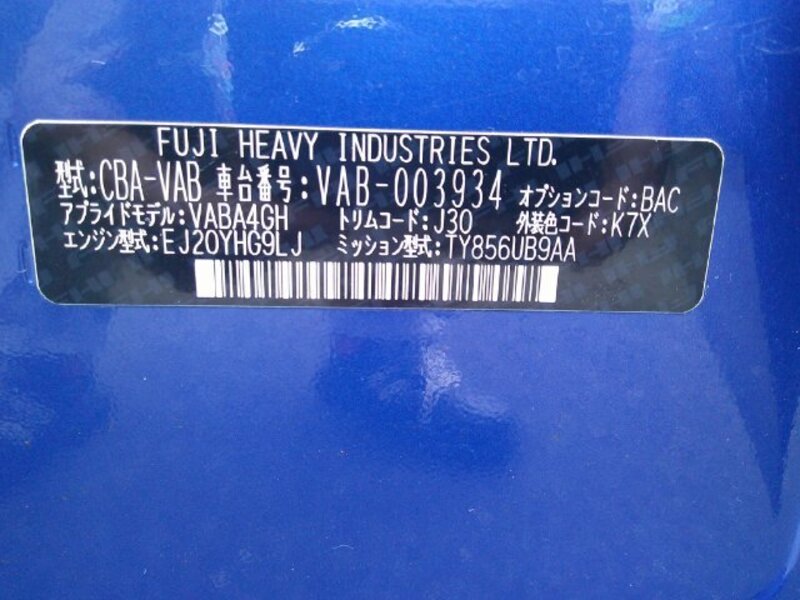 FUJI HEAVY INDUSTRIES LTD.
型式:CBA-VAB 車台番号:VAB-003934 オプションコード:BAC
アプライドモデル:VABA4GH トリムコード:J30 外装色コード:K7X
エンジン型式:EJ20YHG9LJ ミッション型式:TY856UB9AA